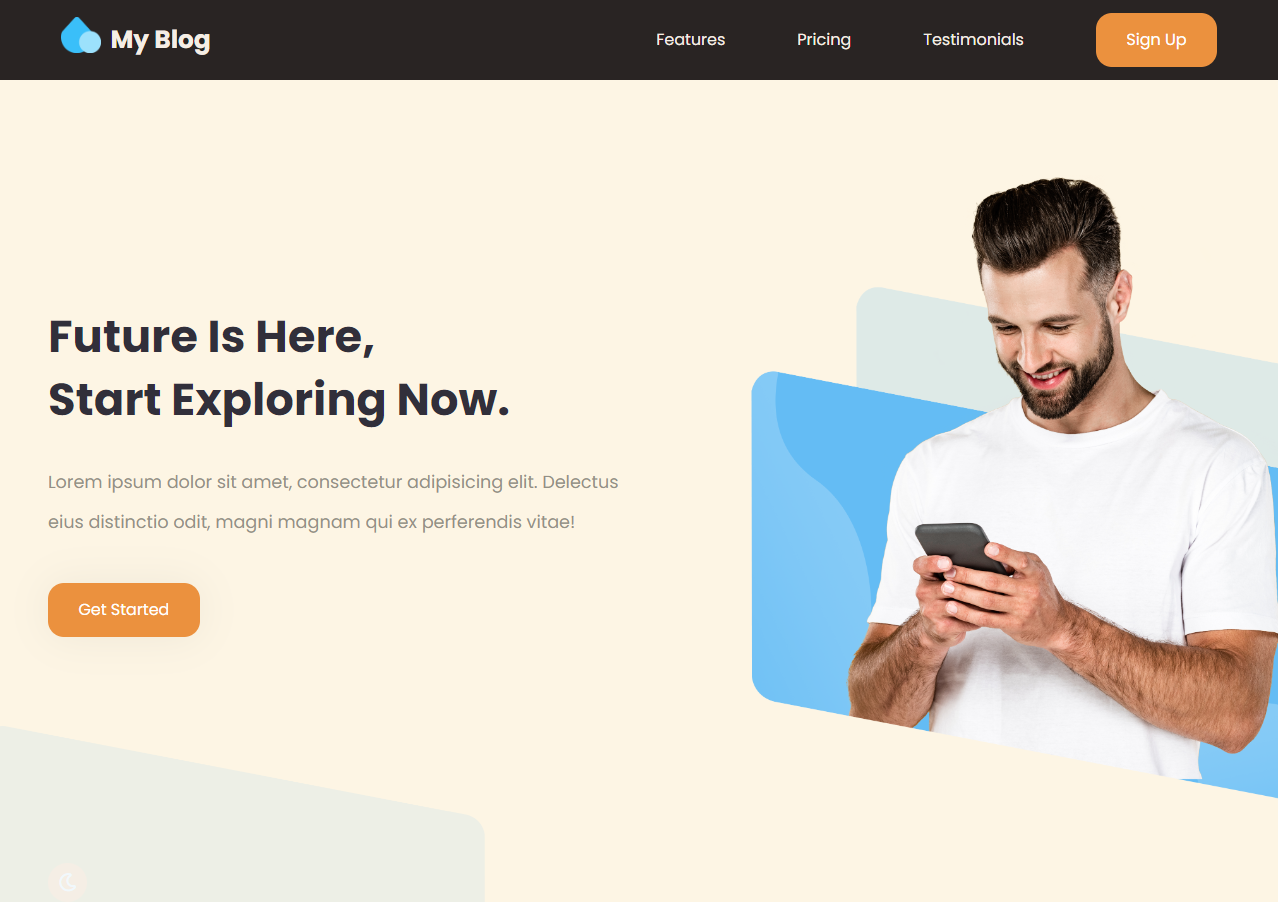 My Blog
Features
Pricing
Testimonials
Sign Up
Future Is Here,
Start Exploring Now.
Lorem ipsum dolor sit amet, consectetur adipisicing elit. Delectus
eius distinctio odit, magni magnam qui ex perferendis vitae!
Get Started